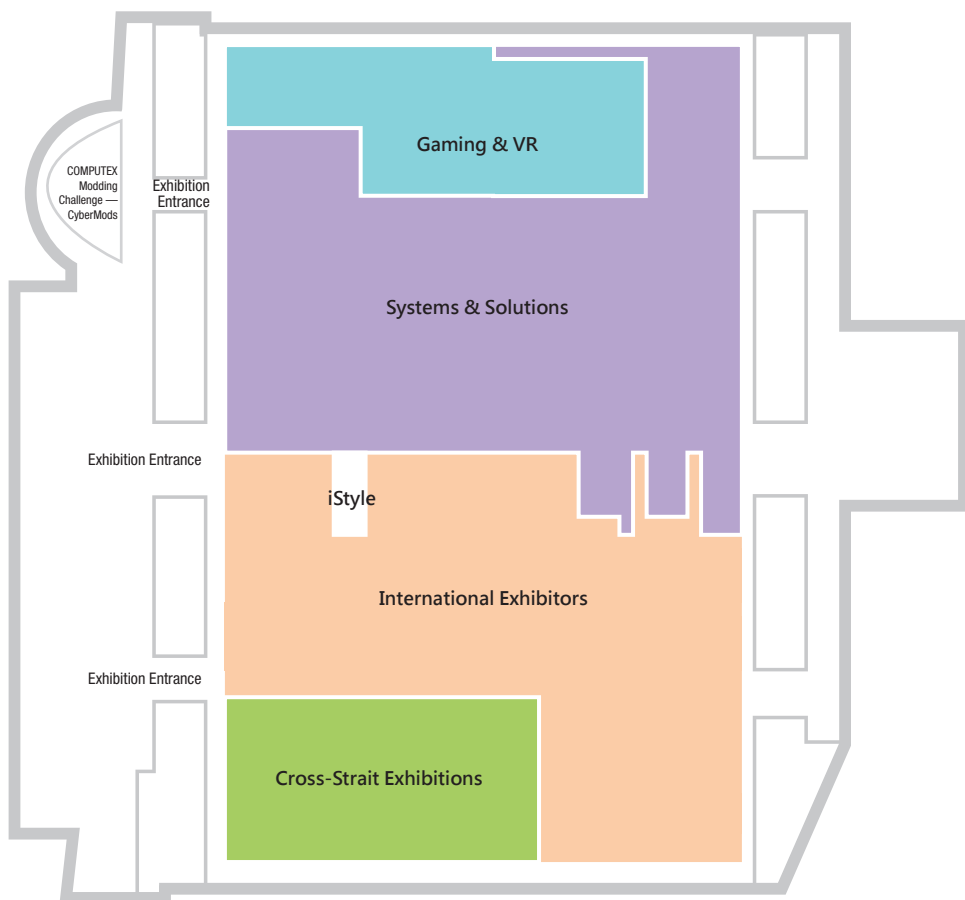 Gaming & VR
COMPUTEX
Modding
Challenge —
CyberMods
Exhibition
Entrance
Systems & Solutions
Exhibition Entrance
iStyle
International Exhibitors
Exhibition Entrance
Cross-Strait Exhibitions